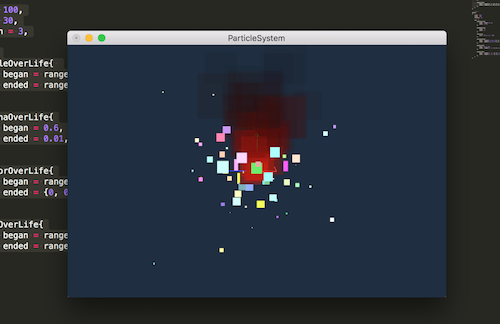 ParticleSystem
100,
30,
= 3,
leOverLife{
began = range
ended = range
haOverLife{
began = 0.6,
ended = 0.01,
orOverLife{
began = range
ended = {0, 0
OverLife{
began = range
ended = range